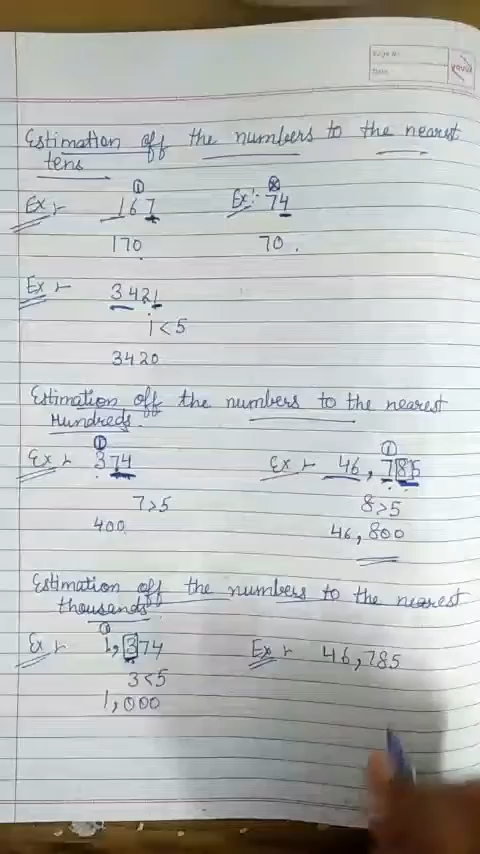 Estimation off the numbers to the nearest
tens
Ex:- 167 Ex:- 74
170 70.
Ex:- 3421
1<5
3420
Estimation off the numbers to the nearest
Hundreds.
Ex:- 374 Ex:- 46,785
7>5 8>5
400 46,800
Estimation off the numbers to the nearest
thousands
Ex:- 1,374 Ex:- 46,785
3<5
1,000